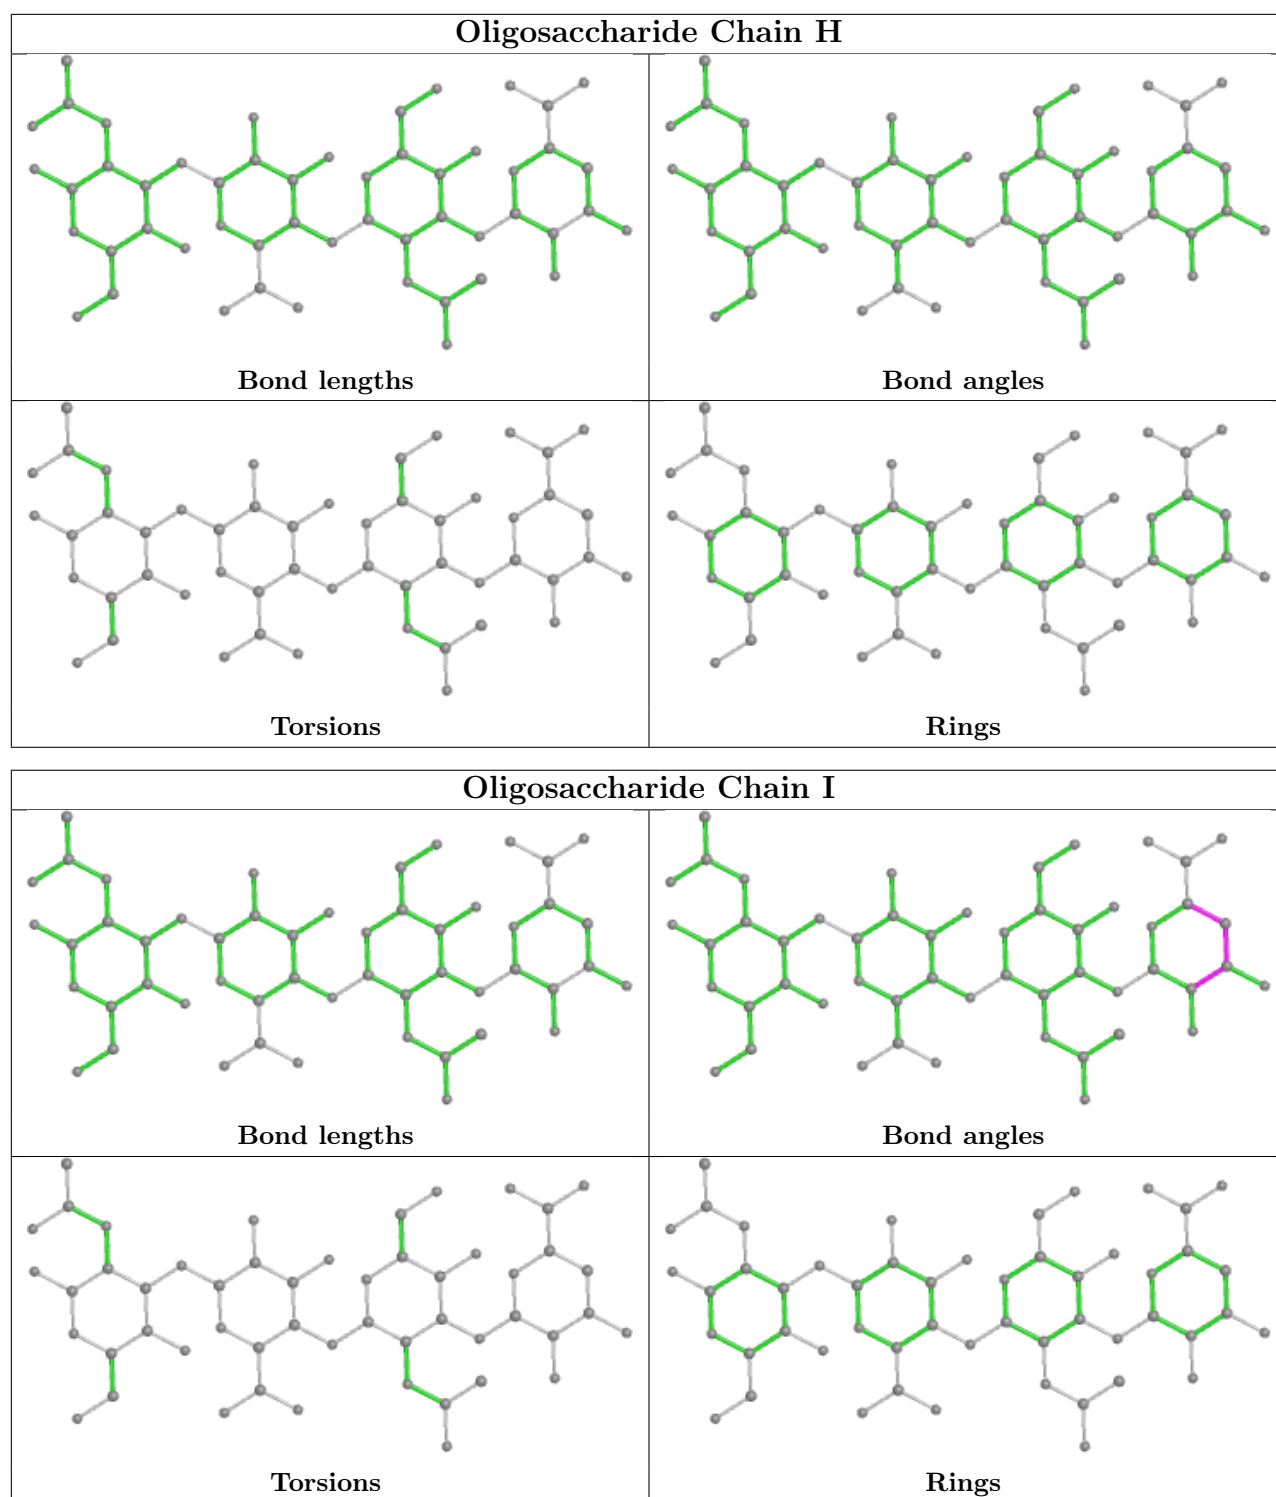 Oligosaccharide Chain H
Bond lengths
Bond angles
Torsions
Rings
Oligosaccharide Chain I
Bond lengths
Bond angles
Torsions
Rings